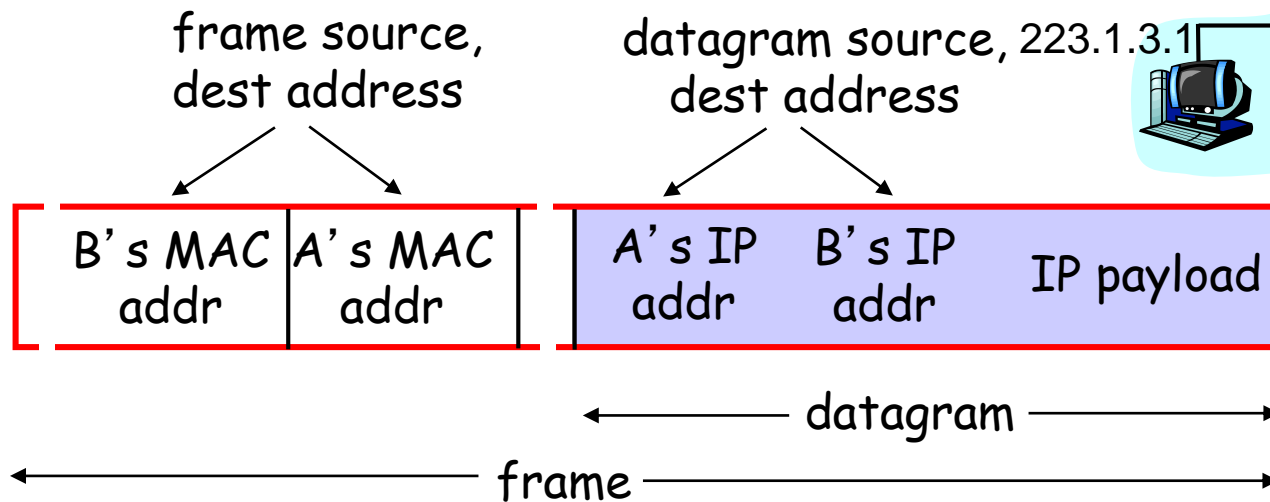 frame source,
dest address
datagram source,
dest address
223.1.3.1
B’s MAC
addr
A’s MAC
addr
A’s IP
addr
B’s IP
addr
IP payload
datagram
frame